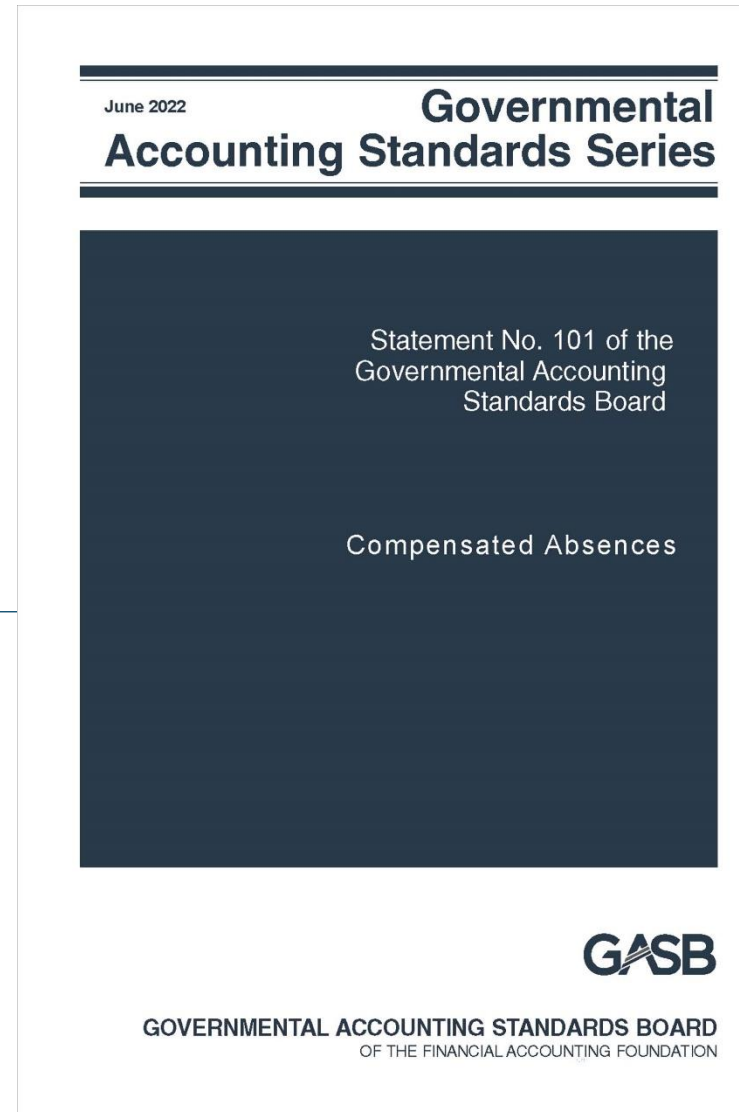 June 2022
Governmental
Accounting Standards Series
Statement No. 101 of the
Governmental Accounting
Standards Board
Compensated Absences
GASB
GOVERNMENTAL ACCOUNTING STANDARDS BOARD
OF THE FINANCIAL ACCOUNTING FOUNDATION